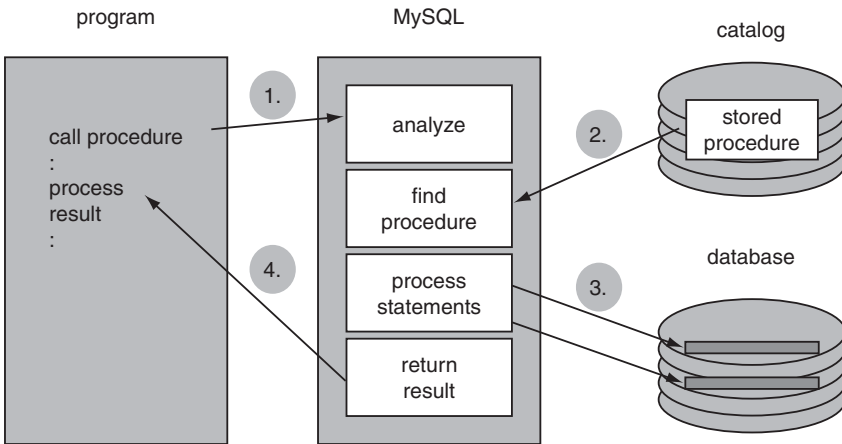 program
MySQL
catalog
1.
analyze
stored
procedure
call procedure
:
process
result
:
2.
find
procedure
4.
process
statements
database
3.
return
result